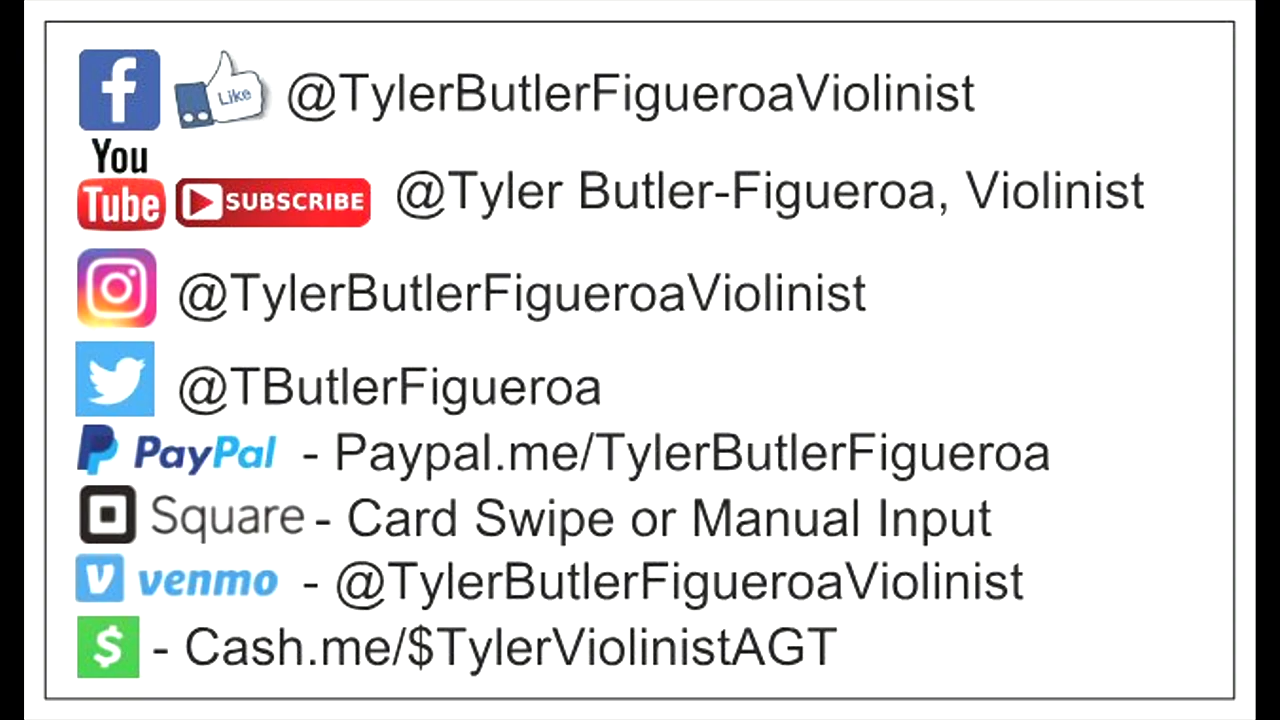 f Like @TylerButlerFigueroaViolinist
You
Tube SUBSCRIBE @Tyler Butler-Figueroa, Violinist
@TylerButlerFigueroaViolinist
@TButlerFigueroa
P PayPal - Paypal.me/TylerButlerFigueroa
Square - Card Swipe or Manual Input
V venmo - @TylerButlerFigueroaViolinist
$ - Cash.me/$TylerViolinistAGT